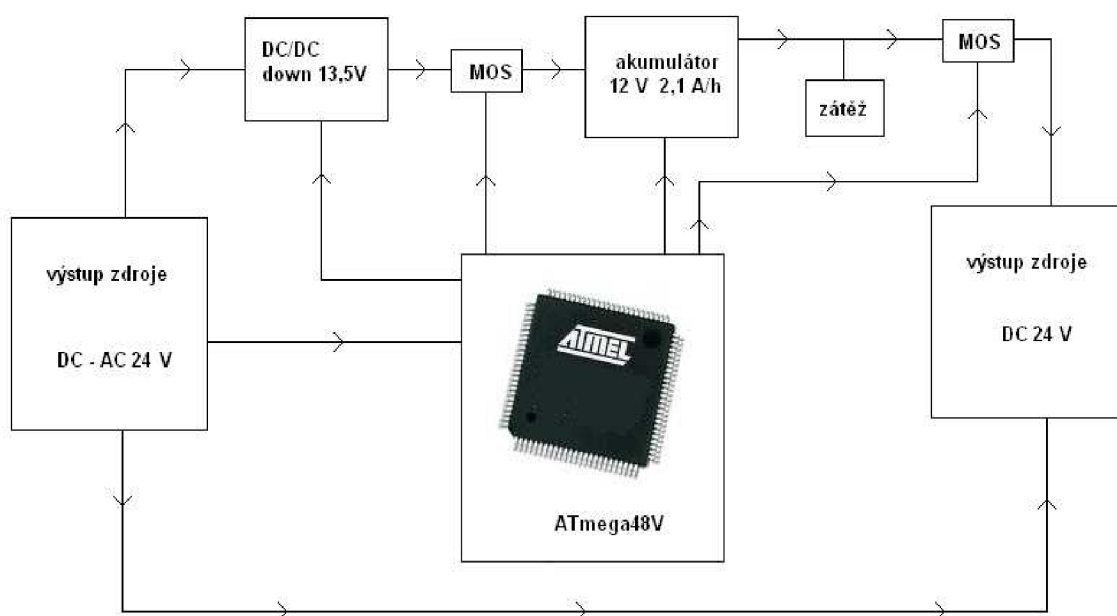 DC/DC
down 13,5V
MOS
akumulátor
12 V 2,1 A/h
MOS
zátěž
výstup zdroje
DC - AC 24 V
ATMEL
ATmega48V
výstup zdroje
DC 24 V